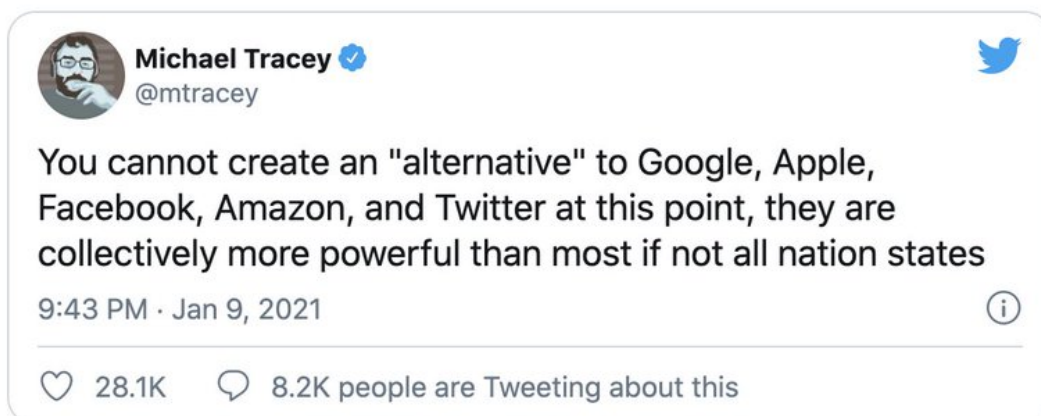 Michael Tracey
@mtracey
You cannot create an "alternative" to Google, Apple,
Facebook, Amazon, and Twitter at this point, they are
collectively more powerful than most if not all nation states
9:43 PM · Jan 9, 2021
28.1K 8.2K people are Tweeting about this